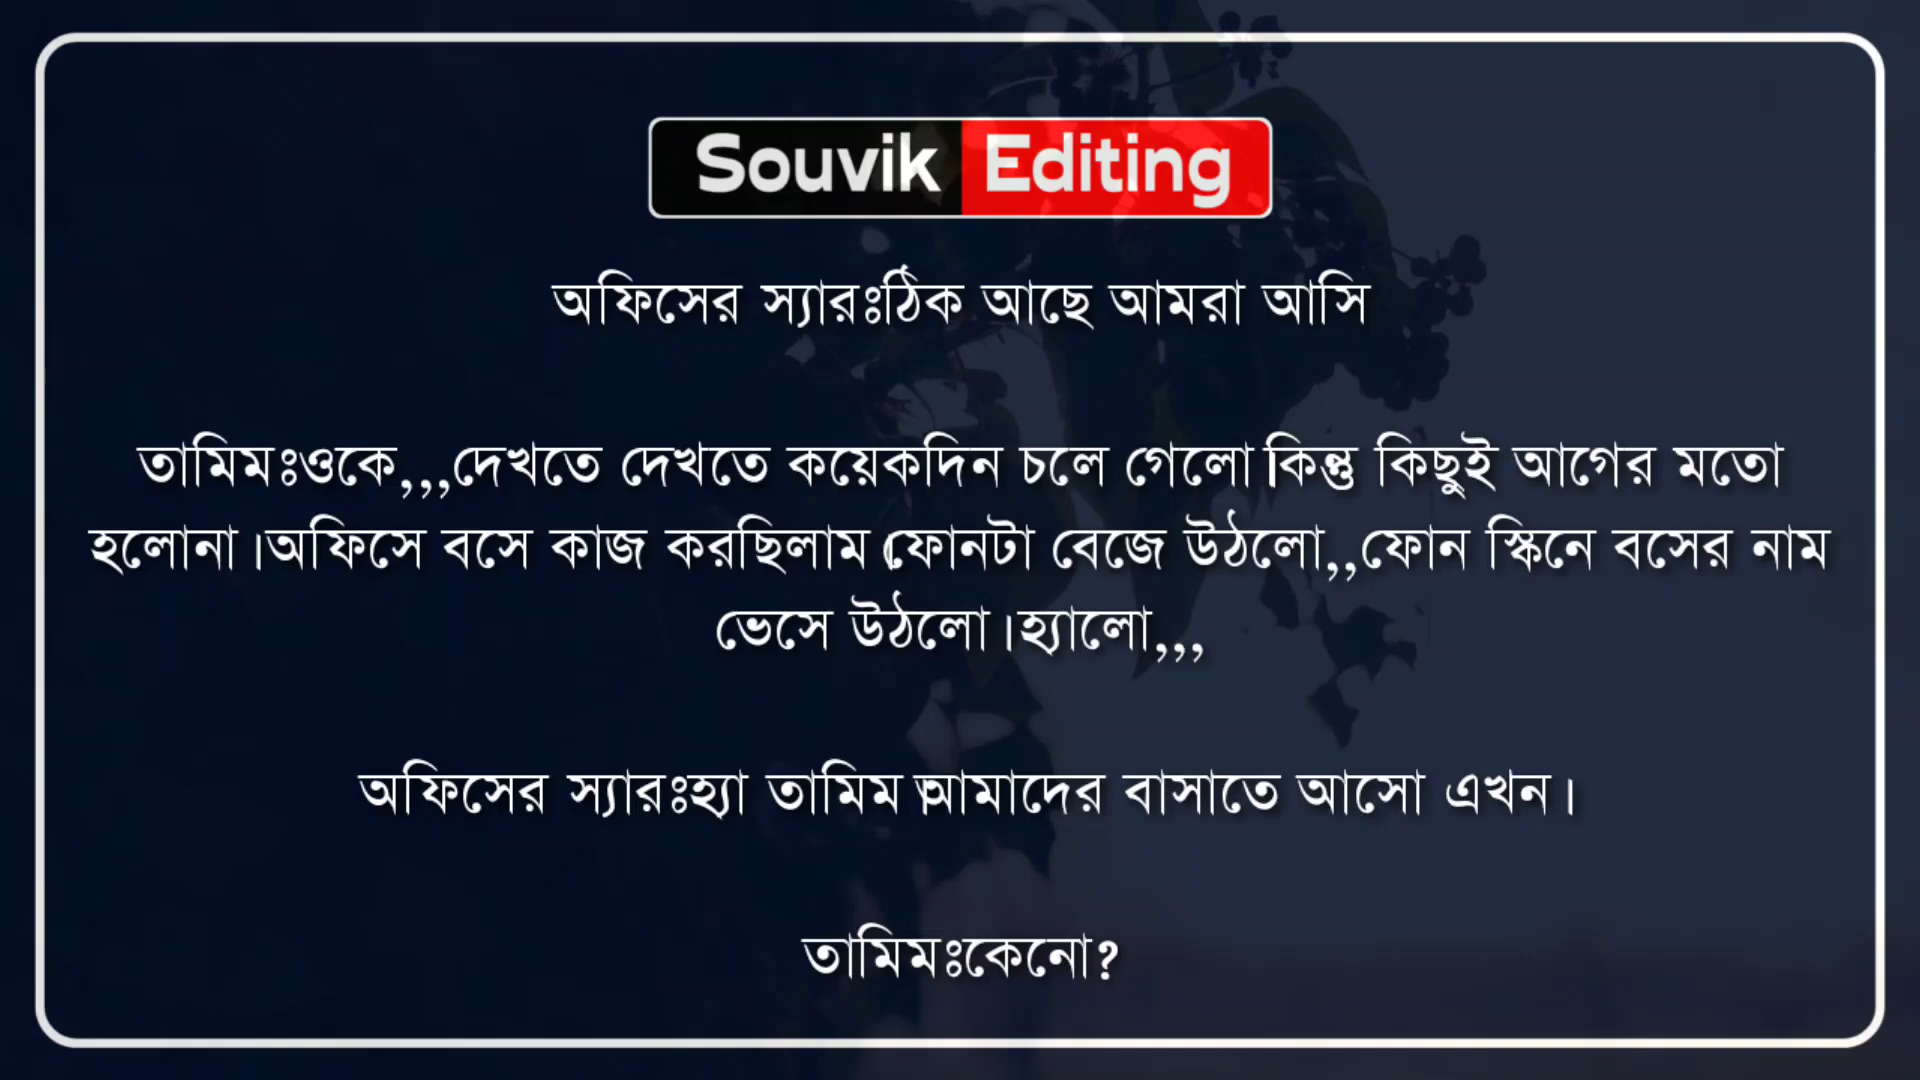 Souvik Editing
অফিসের স্যারঃঠিক আছে আমরা আসি
তামিমঃওকে,,,দেখতে দেখতে কয়েকদিন চলে গেলো।কিন্তু কিছুই আগের মতো
হলোনা।অফিসে বসে কাজ করছিলাম।ফোনটা বেজে উঠলো,,ফোন স্কিনে বসের নাম
ভেসে উঠলো।হ্যালো,,,
অফিসের স্যারঃহ্যা তামিম।আমাদের বাসাতে আসো এখন।
তামিমঃকেনো?